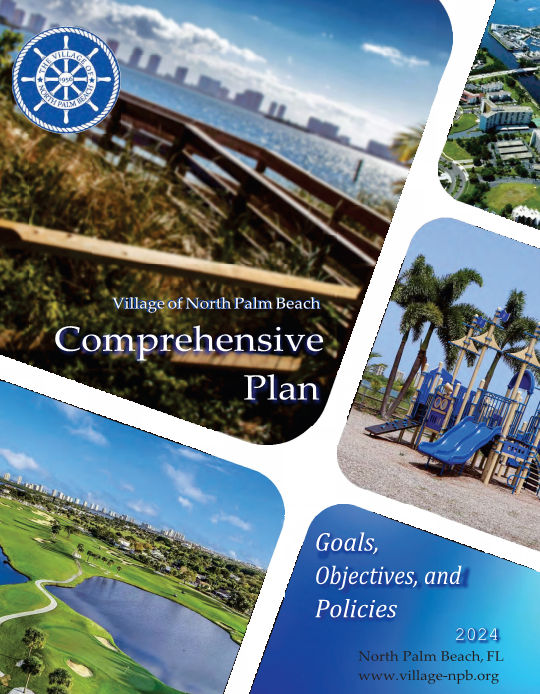 THE VILLAGE OF
1956
NORTH PALM BEACH
Village of North Palm Beach
Comprehensive
Plan
Goals,
Objectives, and
Policies
2024
North Palm Beach, FL
www.village-npb.org